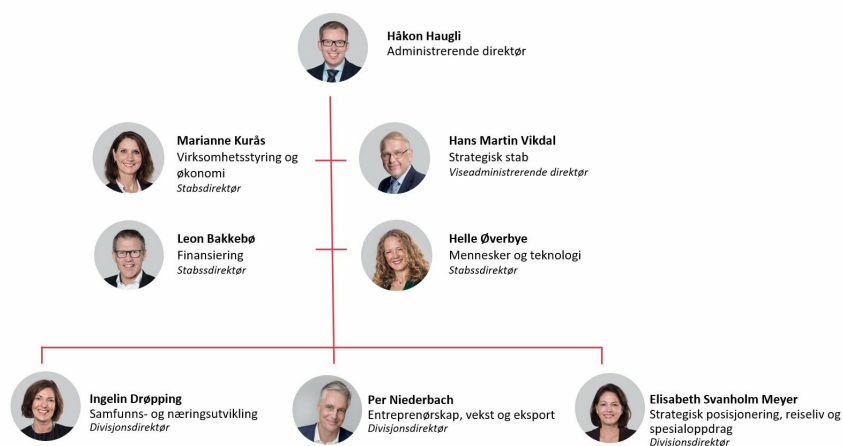 Håkon Haugli
Administrerende direktør
Marianne Kurås
Virksomhetsstyring og
økonomi
Stabsdirektør
Hans Martin Vikdal
Strategisk stab
Viseadministrerende direktør
Leon Bakkebø
Finansiering
Stabssdirektør
Helle Øverbye
Mennesker og teknologi
Stabssdirektør
Ingelin Drøpping
Samfunns- og næringsutvikling
Divisjonsdirektør
Per Niederbach
Entreprenørskap, vekst og eksport
Divisjonsdirektør
Elisabeth Svanholm Meyer
Strategisk posisjonering, reiseliv og
spesialoppdrag
Divisionsdirektør